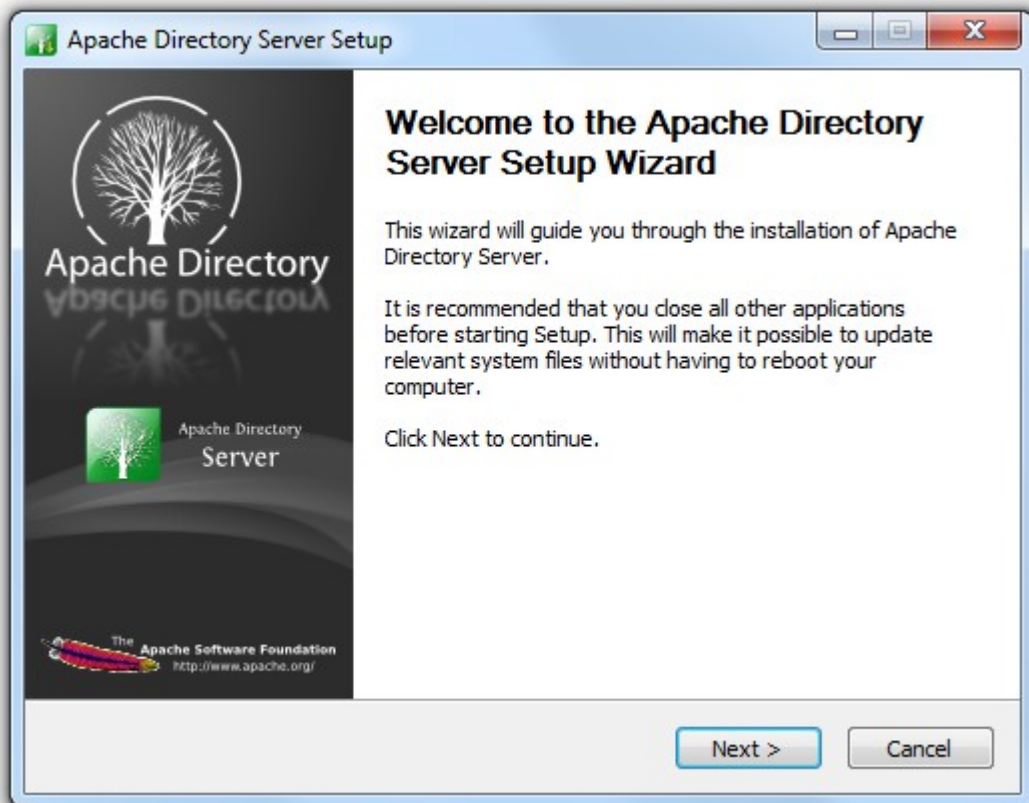 Apache Directory Server Setup
Apache Directory
Apache Directory
Server
The
Apache Software Foundation
http://www.apache.org/
Welcome to the Apache Directory
Server Setup Wizard
This wizard will guide you through the installation of Apache
Directory Server.
It is recommended that you close all other applications
before starting Setup. This will make it possible to update
relevant system files without having to reboot your
computer.
Click Next to continue.
Next >
Cancel